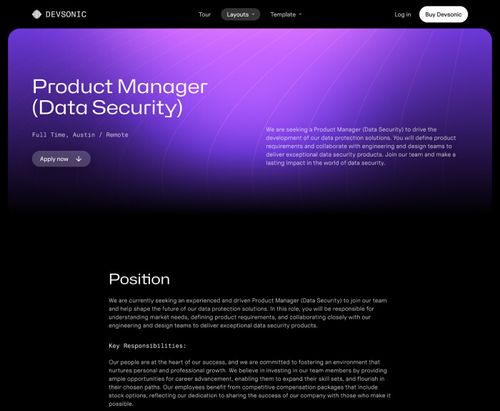 DEVSONIC
Tour
Layouts
Template
Log in
Buy Devsonic
Product Manager
(Data Security)
Full Time, Austin / Remote
Apply now
We are seeking a Product Manager (Data Security) to drive the
development of our data protection solutions. You will define product
requirements and collaborate with engineering and design teams to
deliver exceptional data security products. Join our team and make a
lasting impact in the world of data security.
Position
We are currently seeking an experienced and driven Product Manager (Data Security) to join our team
and help shape the future of our data protection solutions. In this role, you will be responsible for
understanding market needs, defining product requirements, and collaborating closely with our
engineering and design teams to deliver exceptional data security products.
Key Responsibilities:
Our people are at the heart of our success, and we are committed to fostering an environment that
nurtures personal and professional growth. We believe in investing in our team members by providing
ample opportunities for career advancement, enabling them to expand their skill sets, and flourish in
their chosen paths. Our employees benefit from competitive compensation packages that include
stock options, reflecting our dedication to sharing the success of our company with those who make it
possible.